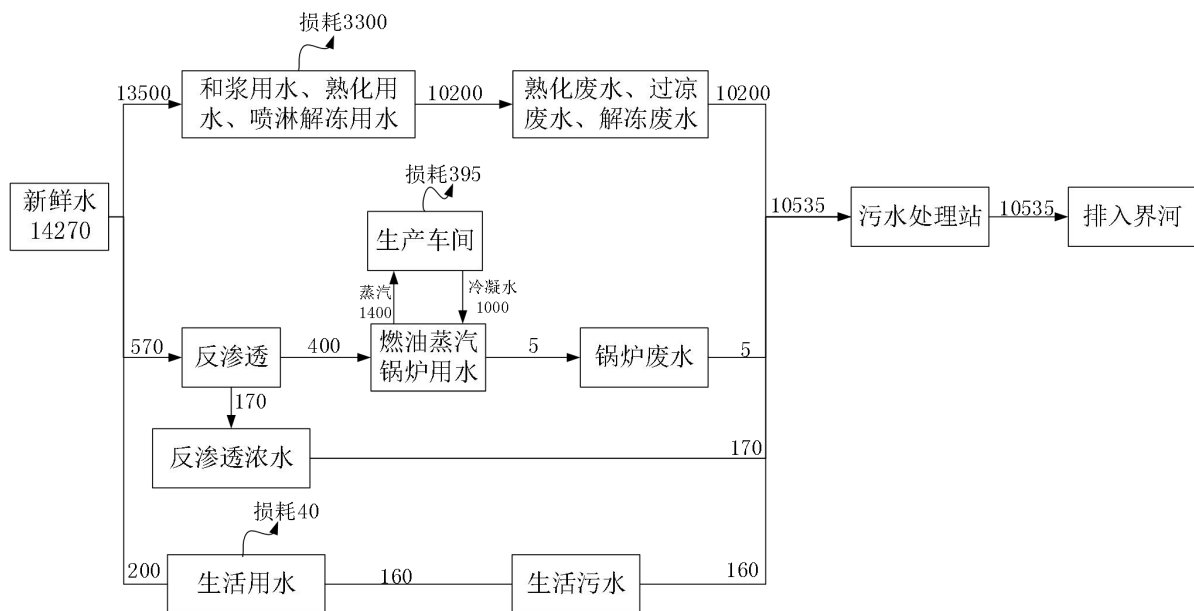 损耗3300
13500
和浆用水、熟化用
水、喷淋解冻用水
10200
熟化废水、过凉
废水、解冻废水
10200
新鲜水
14270
损耗395
生产车间
蒸汽
1400
冷凝水
1000
10535
污水处理站
10535
排入界河
570
反渗透
400
燃油蒸汽
锅炉用水
5
锅炉废水
5
170
反渗透浓水
170
损耗40
200
生活用水
160
生活污水
160